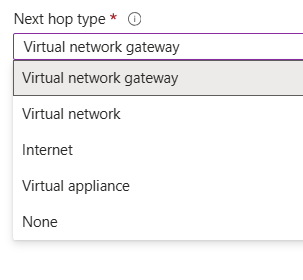 Next hop type *
Virtual network gateway
Virtual network gateway
Virtual network
Internet
Virtual appliance
None